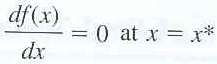 df(x)/dx = 0 at x = x*